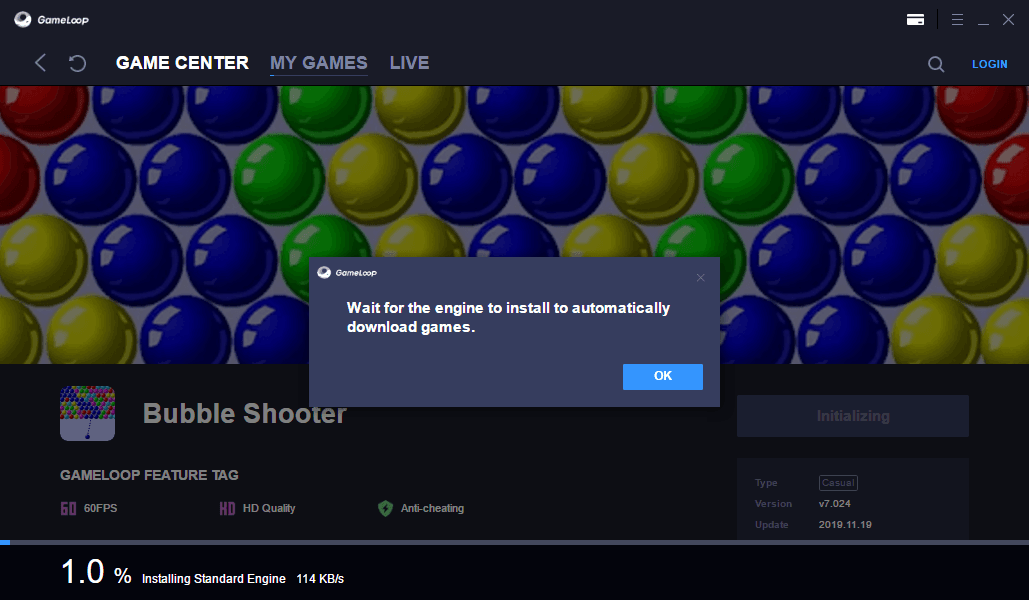 GameLoop
GAME CENTER MY GAMES LIVE LOGIN
GameLoop
Wait for the engine to install to automatically
download games.
OK
Bubble Shooter
Initializing
GAMELOOP FEATURE TAG
60 60FPS HD HD Quality Anti-cheating
Type Casual
Version v7.024
Update 2019.11.19
1.0 % Installing Standard Engine 114 KB/s